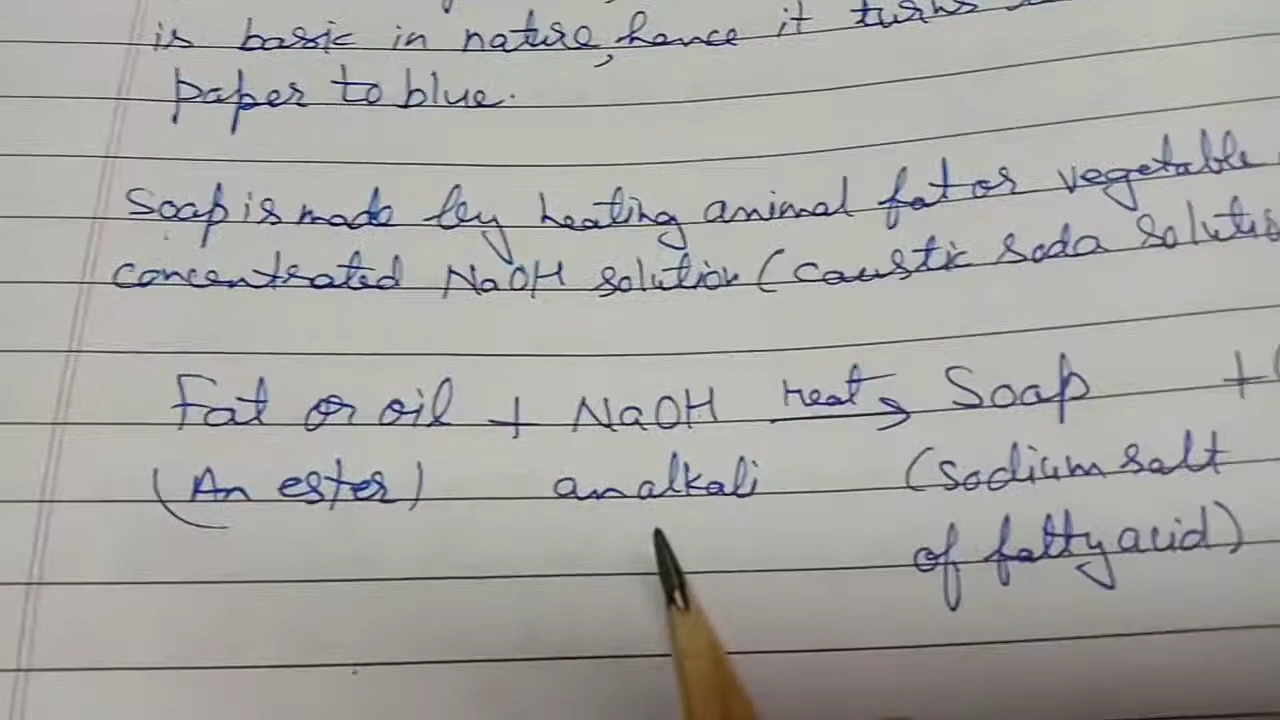 is basic in nature, hence it turns
paper to blue.
Soap is made by heating animal fat or vegetable
concentrated NaOH solution (caustic soda solutio
Fat or oil + NaOH heat → Soap + (
(An ester) an alkali (sodium salt
of fatty acid)